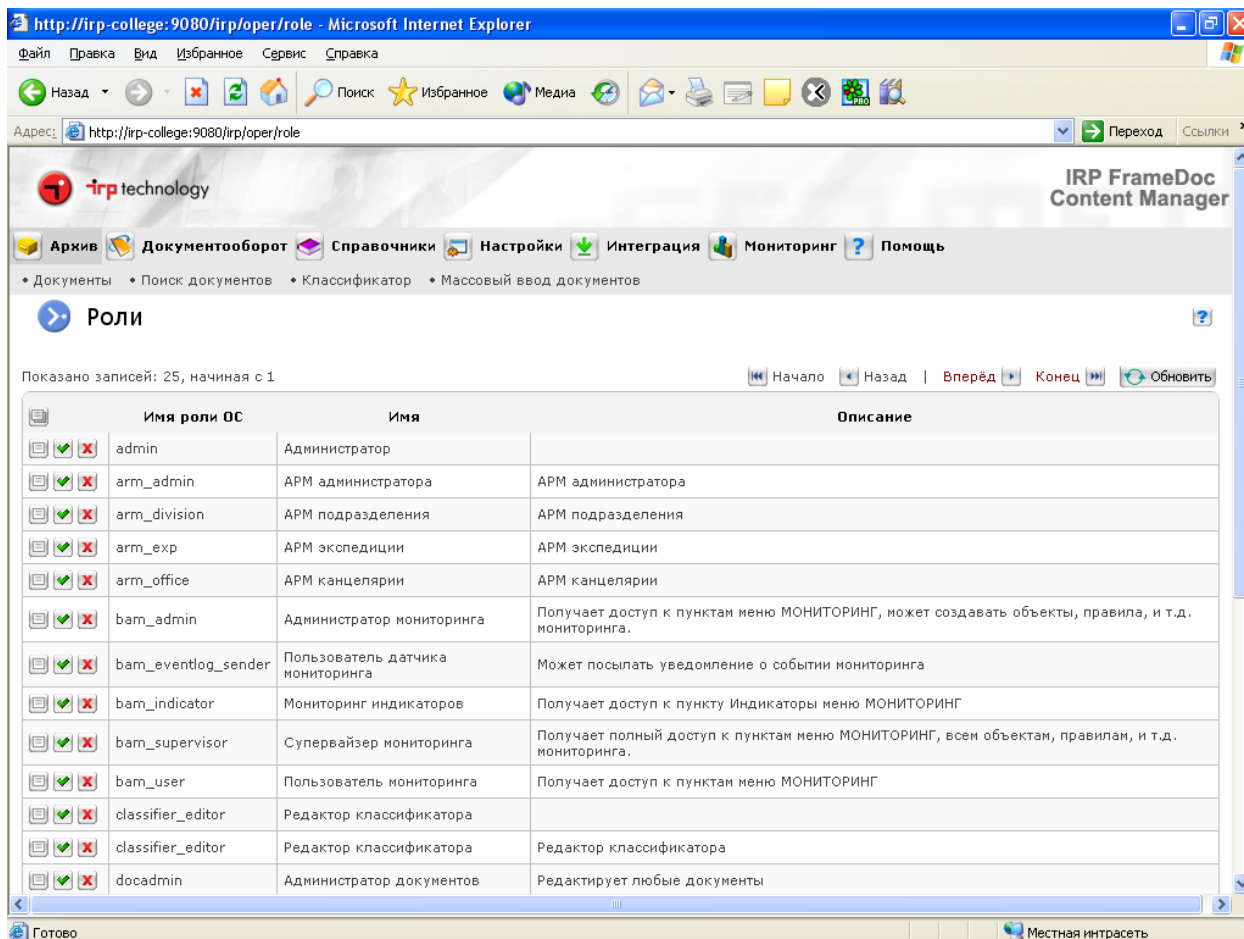 http://irp-college:9080/irp/oper/role - Microsoft Internet Explorer
Файл Правка Вид Избранное Сервис Справка
Назад Поиск Избранное Медиа PRO
Адрес: http://irp-college:9080/irp/oper/role Переход Ссылки
irp technology
IRP FrameDoc
Content Manager
Архив Документооборот Справочники Настройки Интеграция Мониторинг ? Помощь
• Документы • Поиск документов • Классификатор • Массовый ввод документов
Роли ?
Показано записей: 25, начиная с 1 Начало Назад | Вперёд Конец Обновить
Имя роли ОС Имя Описание
admin Администратор
arm_admin АРМ администратора АРМ администратора
arm_division АРМ подразделения АРМ подразделения
arm_exp АРМ экспедиции АРМ экспедиции
arm_office АРМ канцелярии АРМ канцелярии
bam_admin Администратор мониторинга Получает доступ к пунктам меню МОНИТОРИНГ, может создавать объекты, правила, и т.д.
мониторинга.
bam_eventlog_sender Пользователь датчика
мониторинга Может посылать уведомление о событии мониторинга
bam_indicator Мониторинг индикаторов Получает доступ к пункту Индикаторы меню МОНИТОРИНГ
bam_supervisor Супервайзер мониторинга Получает полный доступ к пунктам меню МОНИТОРИНГ, всем объектам, правилам, и т.д.
мониторинга.
bam_user Пользователь мониторинга Получает доступ к пунктам меню МОНИТОРИНГ
classifier_editor Редактор классификатора
classifier_editor Редактор классификатора Редактор классификатора
docadmin Администратор документов Редактирует любые документы
Готово Местная интрасеть